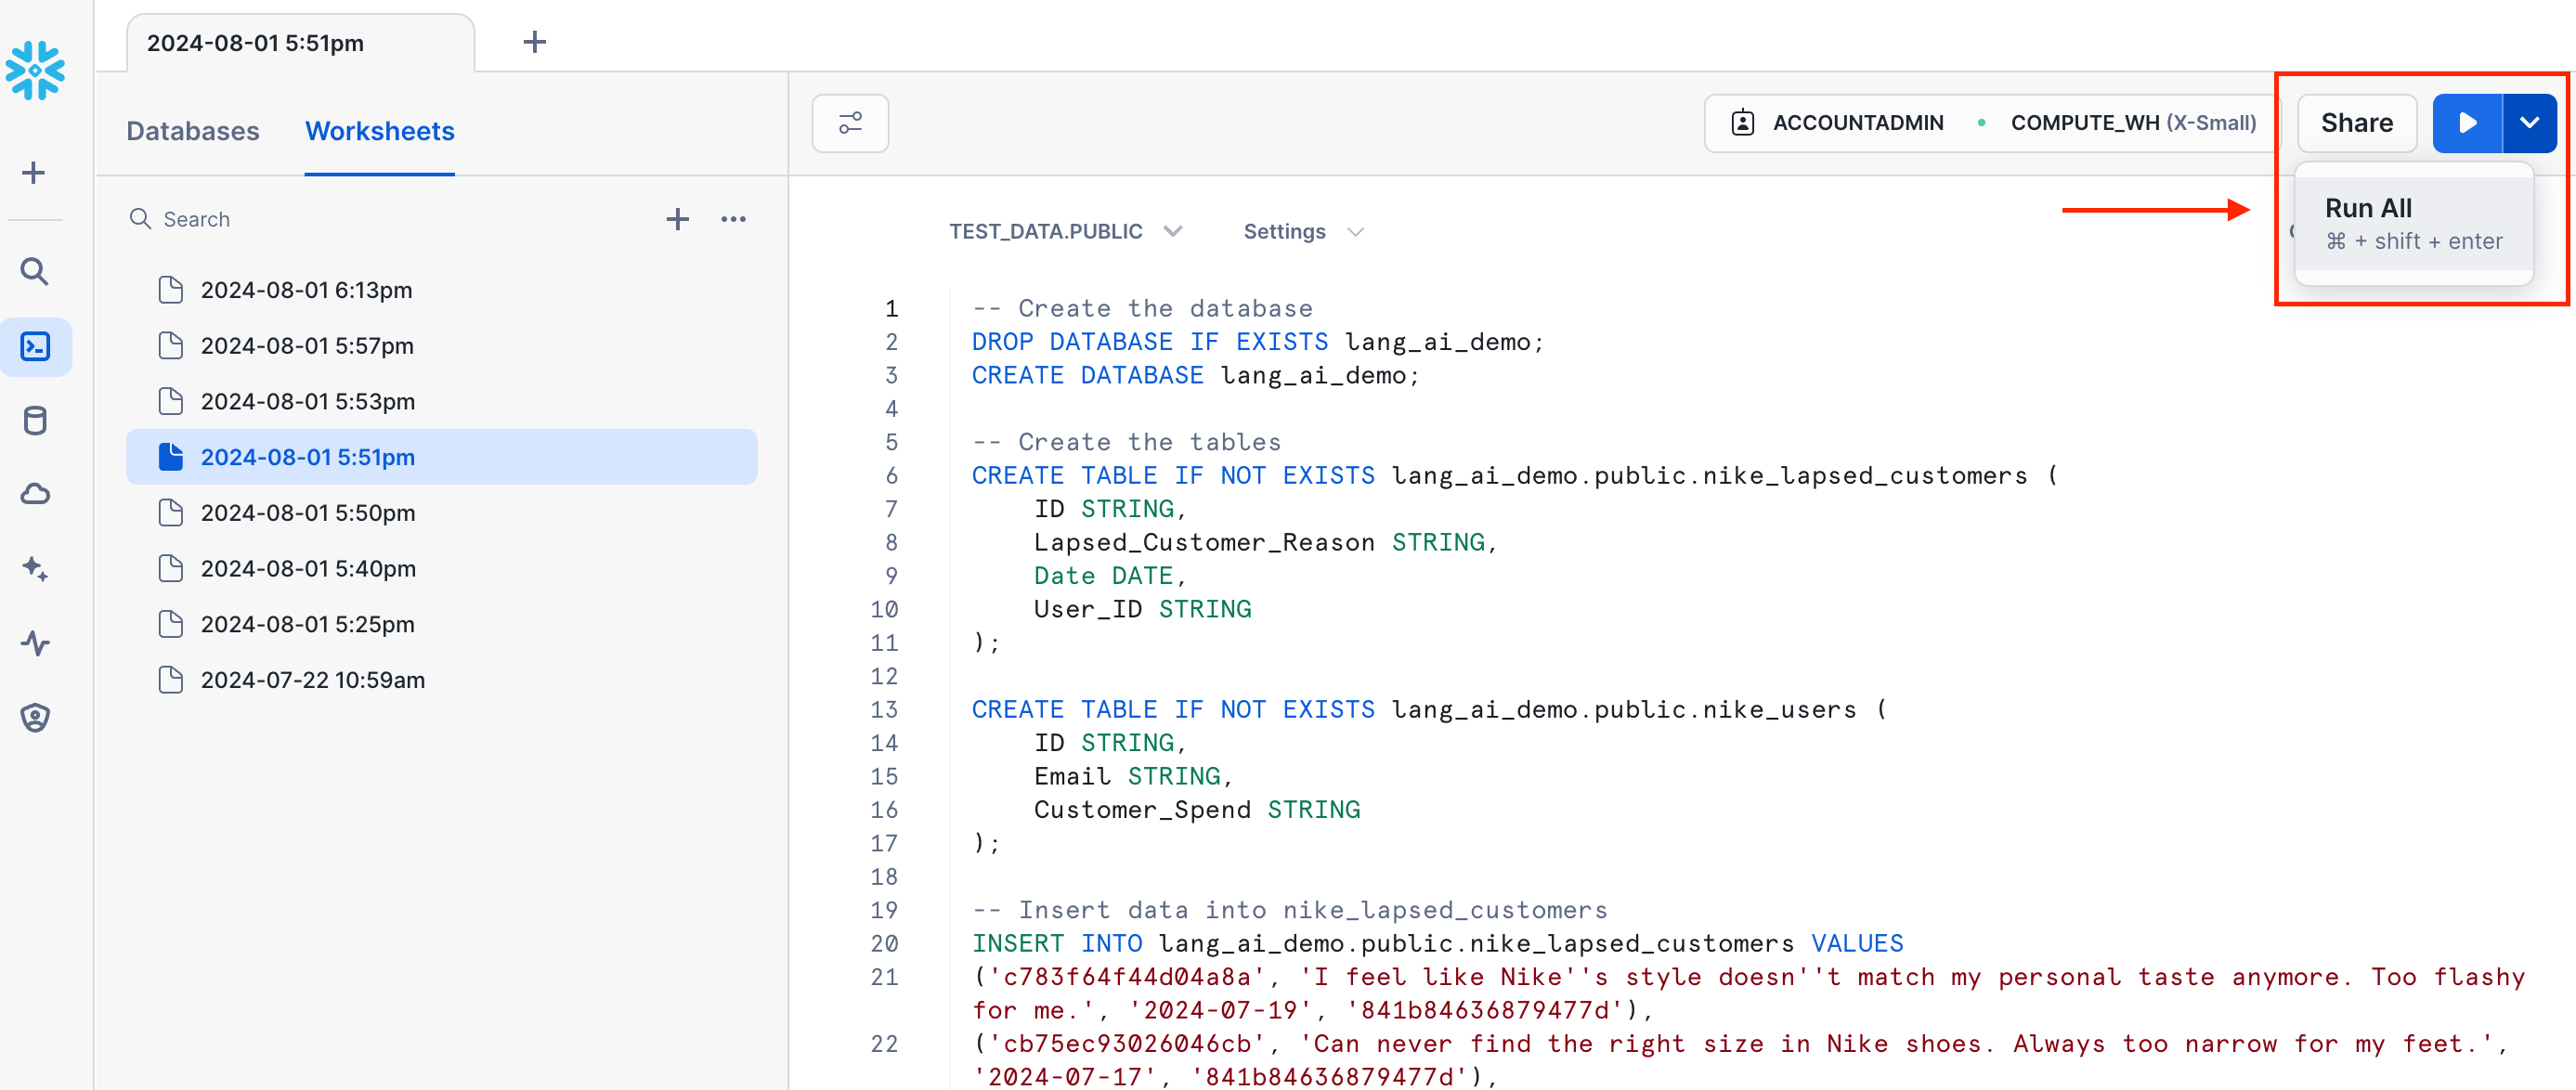 2024-08-01 5:51pm
Databases
Worksheets
ACCOUNTADMIN
COMPUTE_WH (X-Small)
Share
Search
Run All
⌘ + shift + enter
TEST_DATA.PUBLIC
Settings
2024-08-01 6:13pm
2024-08-01 5:57pm
2024-08-01 5:53pm
2024-08-01 5:51pm
2024-08-01 5:50pm
2024-08-01 5:40pm
2024-08-01 5:25pm
2024-07-22 10:59am
1 -- Create the database
2 DROP DATABASE IF EXISTS lang_ai_demo;
3 CREATE DATABASE lang_ai_demo;
4
5 -- Create the tables
6 CREATE TABLE IF NOT EXISTS lang_ai_demo.public.nike_lapsed_customers (
7 ID STRING,
8 Lapsed_Customer_Reason STRING,
9 Date DATE,
10 User_ID STRING
11 );
12
13 CREATE TABLE IF NOT EXISTS lang_ai_demo.public.nike_users (
14 ID STRING,
15 Email STRING,
16 Customer_Spend STRING
17 );
18
19 -- Insert data into nike_lapsed_customers
20 INSERT INTO lang_ai_demo.public.nike_lapsed_customers VALUES
21 ('c783f64f44d04a8a', 'I feel like Nike''s style doesn''t match my personal taste anymore. Too flashy
for me.', '2024-07-19', '841b84636879477d'),
22 ('cb75ec93026046cb', 'Can never find the right size in Nike shoes. Always too narrow for my feet.',
'2024-07-17', '841b84636879477d'),